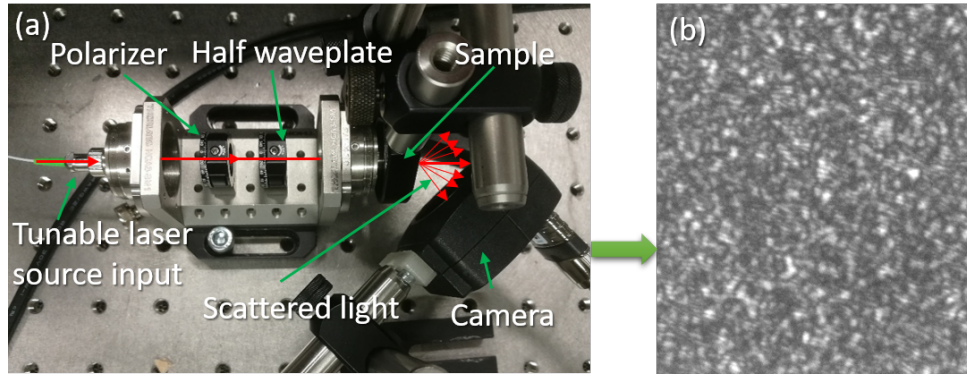 (a)
Polarizer
Half waveplate
Sample
Tunable laser
source input
Scattered light
Camera
(b)